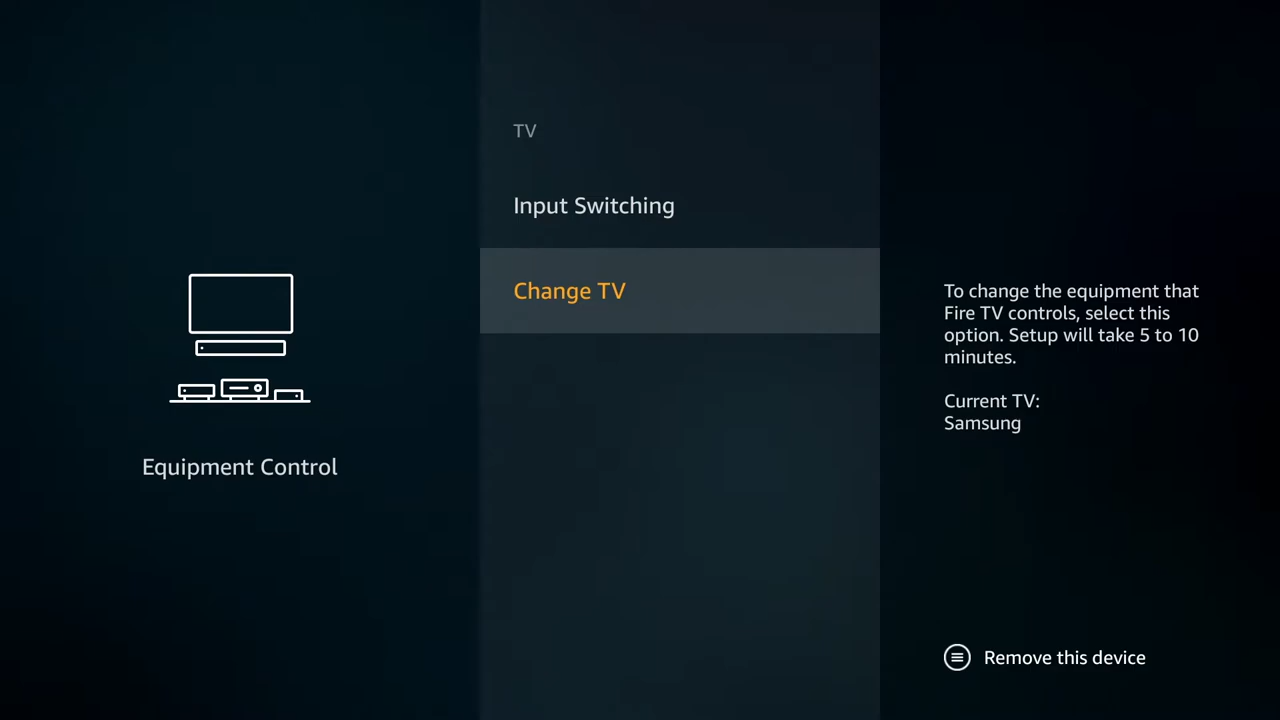 TV
Input Switching
Change TV
Equipment Control
To change the equipment that
Fire TV controls, select this
option. Setup will take 5 to 10
minutes.
Current TV:
Samsung
Remove this device